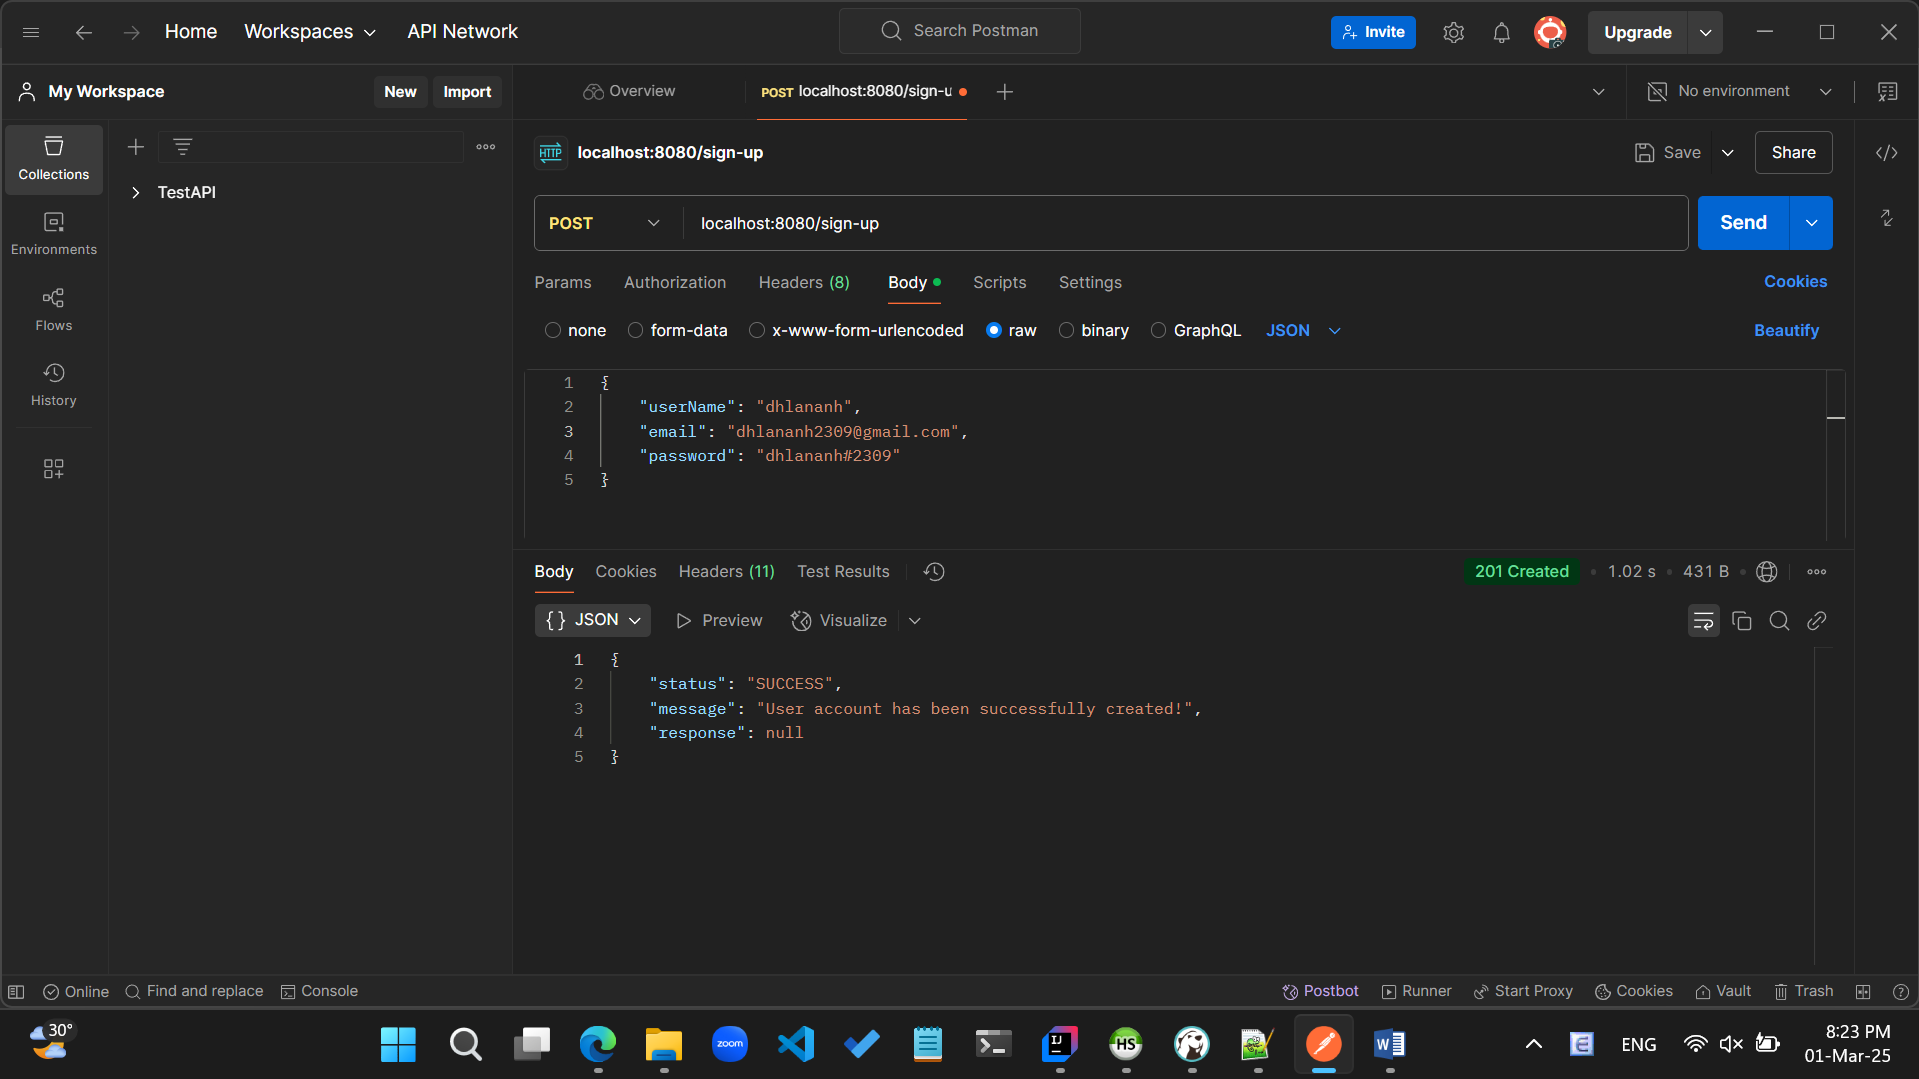 Home Workspaces API Network Search Postman Invite Upgrade
My Workspace New Import Overview POST localhost:8080/sign-u No environment
Collections
TestAPI
HTTP localhost:8080/sign-up Save Share
POST localhost:8080/sign-up Send
Environments
Params Authorization Headers (8) Body Scripts Settings Cookies
Flows
none form-data x-www-form-urlencoded raw binary GraphQL JSON Beautify
History
1 {
2 "userName": "dhlananh",
3 "email": "dhlananh2309@gmail.com",
4 "password": "dhlananh#2309"
5 }
Body Cookies Headers (11) Test Results 201 Created 1.02 s 431 B
{} JSON Preview Visualize
1 {
2 "status": "SUCCESS",
3 "message": "User account has been successfully created!",
4 "response": null
5 }
Online Find and replace Console Postbot Runner Start Proxy Cookies Vault Trash
30° zoom IJ HS W E ENG 8:23 PM
01-Mar-25